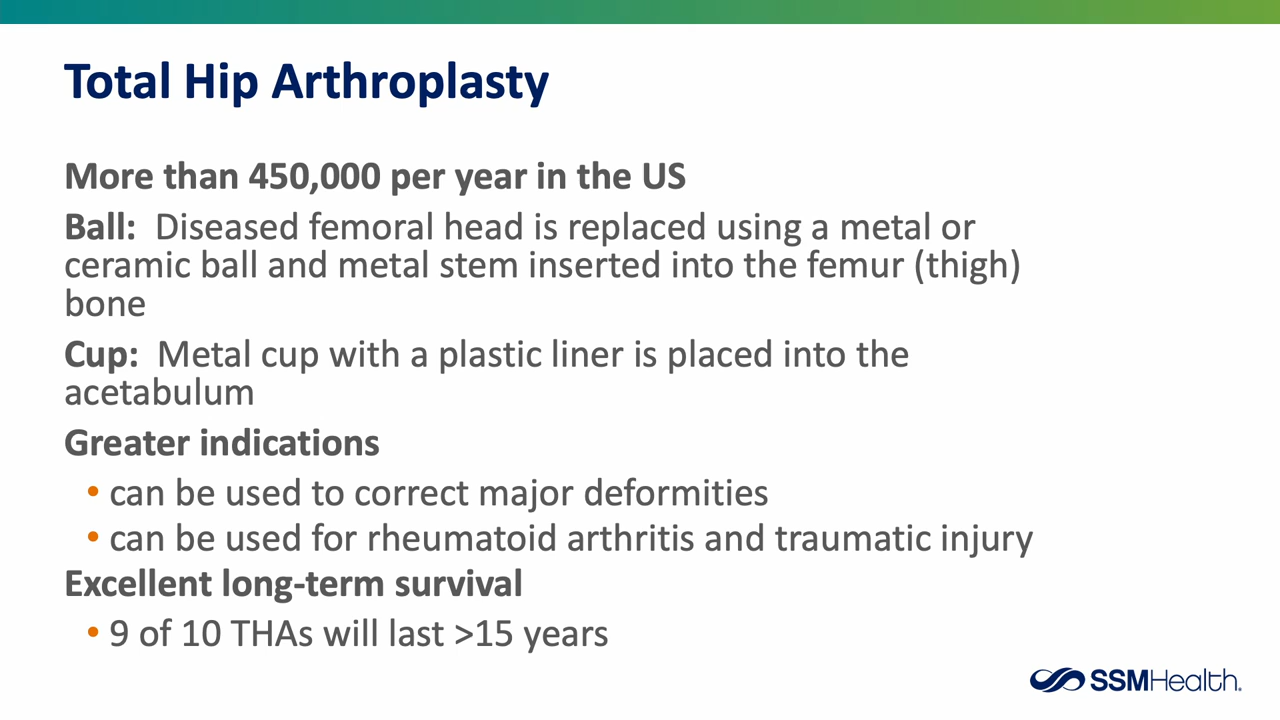 Total Hip Arthroplasty
More than 450,000 per year in the US
Ball:  Diseased femoral head is replaced using a metal or
ceramic ball and metal stem inserted into the femur (thigh)
bone
Cup:  Metal cup with a plastic liner is placed into the
acetabulum
Greater indications
• can be used to correct major deformities
• can be used for rheumatoid arthritis and traumatic injury
Excellent long-term survival
• 9 of 10 THAs will last >15 years
SSMHealth.